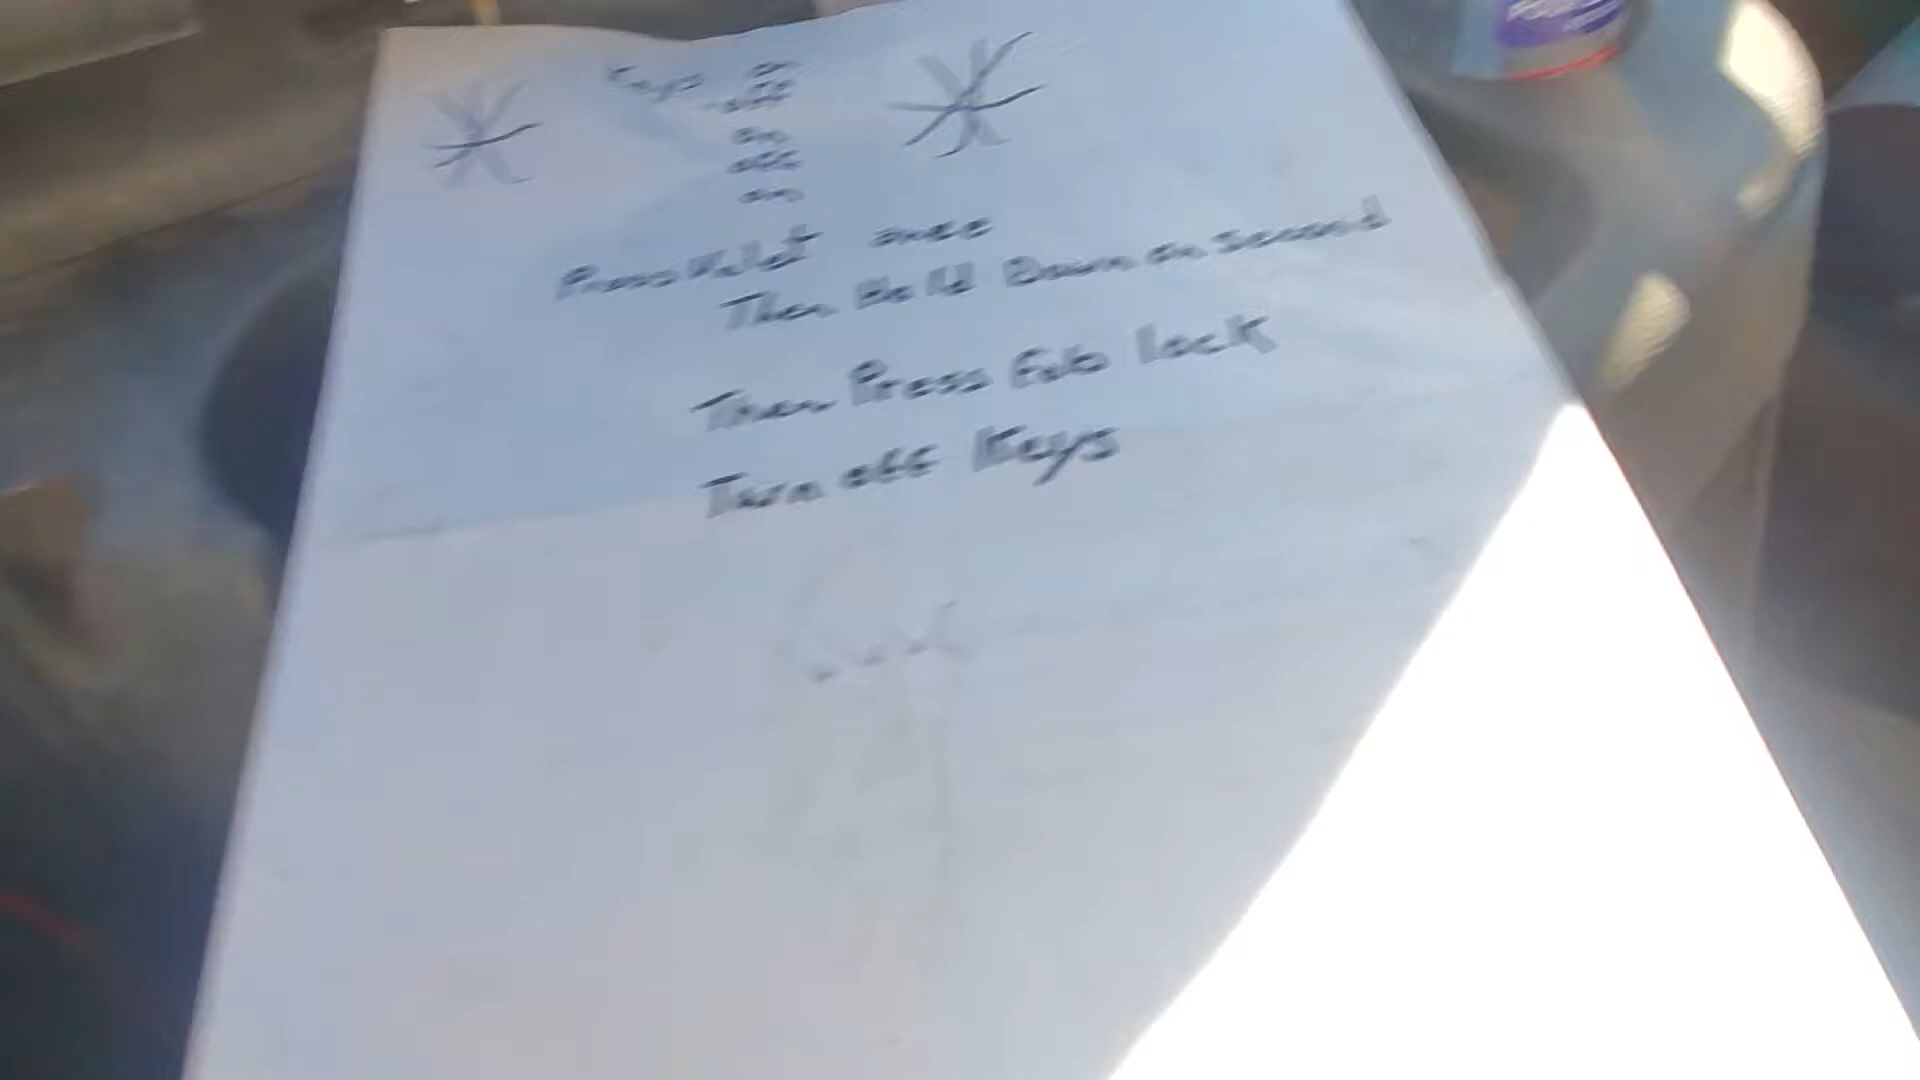 Keys on
off
on
off
on
Press Valet once
Then Hold Down on Second
Then Press Fob lock
Turn off Keys